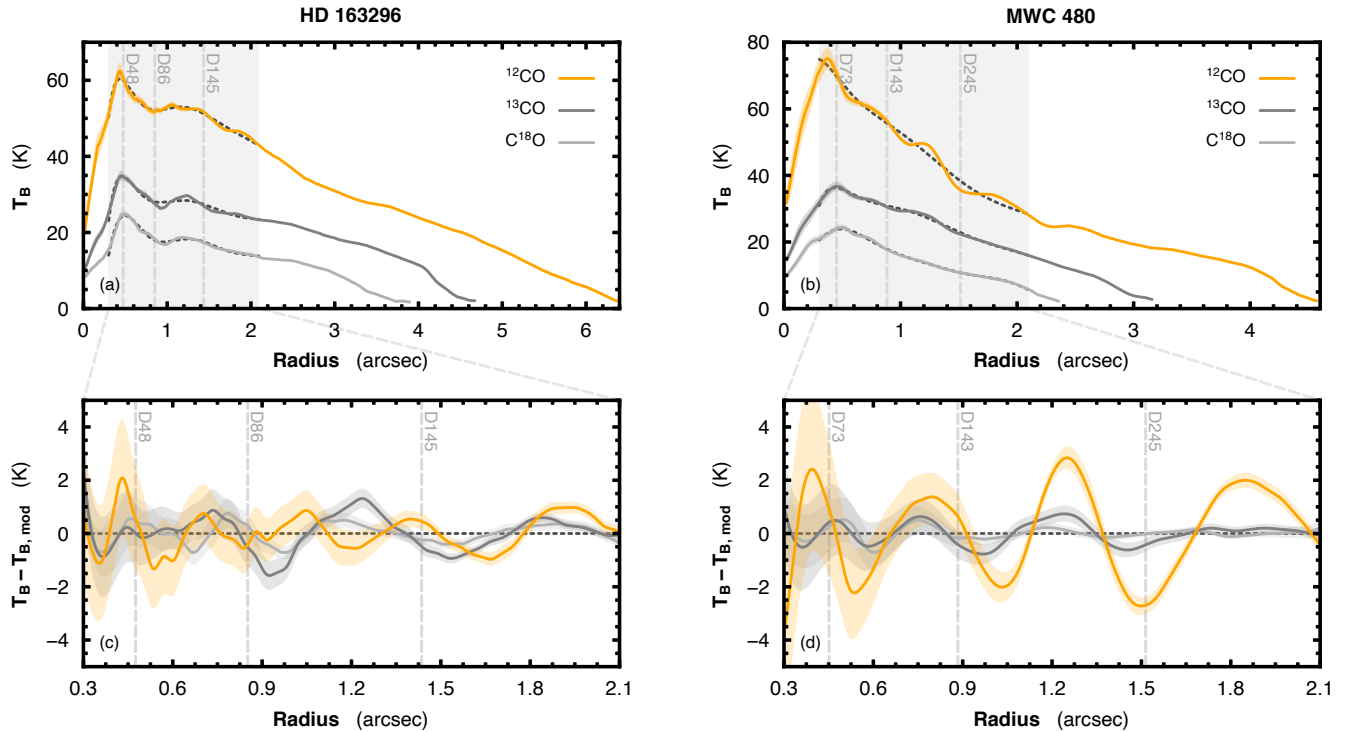 HD 163296
MWC 480
T_B (K)
60
40
20
0
D48
D86
D145
¹²CO
¹³CO
C¹⁸O
(a)
0 1 2 3 4 5 6
Radius (arcsec)
T_B (K)
80
60
40
20
0
D73
D143
D245
¹²CO
¹³CO
C¹⁸O
(b)
0 1 2 3 4
Radius (arcsec)
T_B − T_B, mod (K)
4
2
0
−2
−4
D48
D86
D145
(c)
0.3 0.6 0.9 1.2 1.5 1.8 2.1
Radius (arcsec)
T_B − T_B, mod (K)
4
2
0
−2
−4
D73
D143
D245
(d)
0.3 0.6 0.9 1.2 1.5 1.8 2.1
Radius (arcsec)